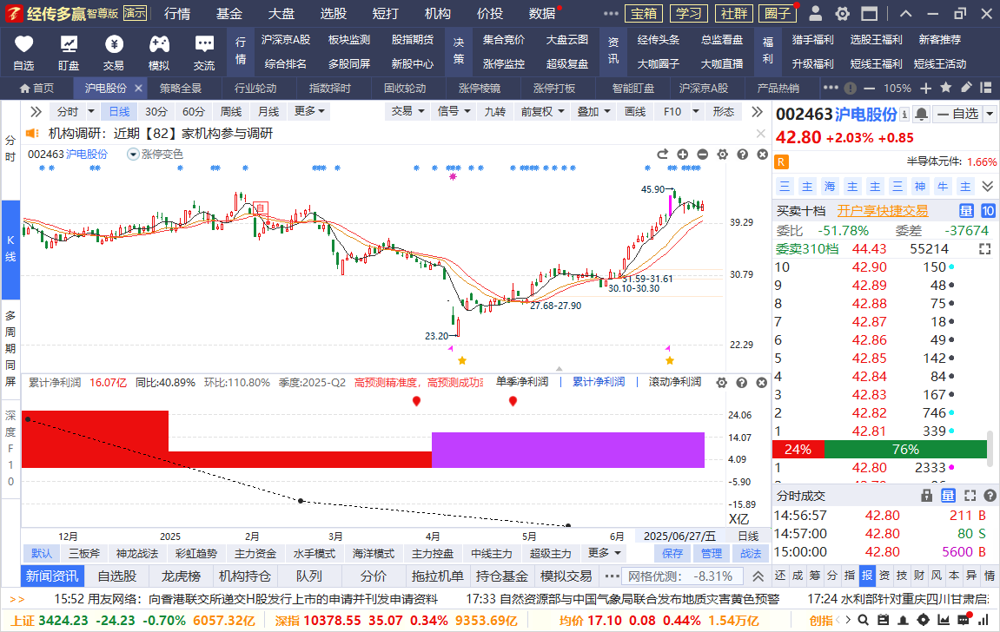 经传多赢 智尊版 演示 行情 基金 大盘 选股 短打 机构 价投 数据 宝箱 学习 社群 圈子
自选 盯盘 交易 模拟 交流
行情 沪深京A股 板块监测 股指期货 决策 集合竞价 大盘云图 资讯 经传头条 总监看盘 福利 猎手福利 选股王福利 新客推荐
综合排名 多股同屏 新股中心 涨停监控 超级复盘 大咖圈子 大咖直播 升级福利 短线王福利 短线王活动
首页 沪电股份 策略全景 行业轮动 指数择时 固收轮动 涨停棱镜 涨停打板 智能盯盘 沪深京A股 产品热销 105%
分时
K线
多周期同屏
深度F10
分时 日线 30分 60分 周线 月线 更多 交易 信号 九转 前复权 叠加 画线 F10 形态
机构调研：近期【82】家机构参与调研
002463 沪电股份 涨停变色
自
45.90
39.29
31.59-31.61
30.79
30.10-30.30
27.68-27.90
23.20
22.29
累计净利润 16.07亿 同比:40.89% 环比:110.80% 季度:2025-Q2 高预测精准度，高预测成功 单季净利润 累计净利润 滚动净利润
24.06
14.07
4.09
-5.90
-15.89
X亿
12月 2025 2月 3月 4月 5月 6月 2025/06/27/五 日线
默认 三板斧 神龙战法 彩虹趋势 主力资金 水手模式 海洋模式 主力控盘 中线主力 超级主力 更多 保存 管理 战法
新闻资讯 自选股 龙虎榜 机构持仓 队列 分价 拖拉机单 持仓基金 模拟交易 网格优测: -8.31%
002463 沪电股份 自选
42.80 +2.03% +0.85
R 半导体元件: 1.66%
三 主 海 主 主 三 神 牛 主
买卖十档 开户享快捷交易 量 10
委比 -51.78% 委差 -37674
委卖310档 44.43 55214
10 42.90 150
9 42.89 48
8 42.88 75
7 42.87 18
6 42.86 49
5 42.85 142
4 42.84 84
3 42.83 167
2 42.82 746
1 42.81 339
24% 76%
1 42.80 2333
分时成交 量
14:56:57 42.80 211 B
14:57:00 42.80 80 S
15:00:00 42.80 5600 B
还 成 筹 分 指 报 资 技 财 风 本 异 情
>> 15:52 用友网络：向香港联交所递交H股发行上市的申请并刊发申请资料 17:33 自然资源部与中国气象局联合发布地质灾害黄色预警 17:24 水利部针对重庆四川甘肃启
上证 3424.23 -24.23 -0.70% 6057.32亿 深指 10378.55 35.07 0.34% 9353.69亿 均价 17.10 0.08 0.44% 1.54万亿 创指